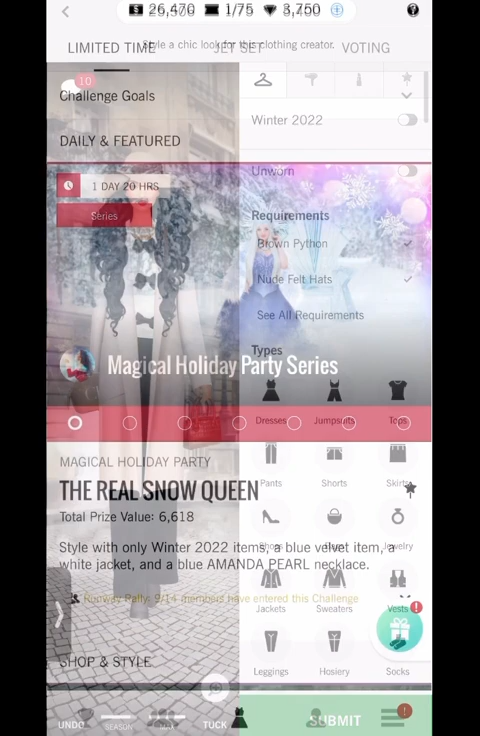 26,470 1/75 3,750
Style a chic look for this clothing creator.
LIMITED TIME JET SET VOTING
10
Challenge Goals
Winter 2022
DAILY & FEATURED
Unworn
1 DAY 20 HRS
Series
Requirements
Brown Python
Nude Felt Hats
See All Requirements
Types
Magical Holiday Party Series
Dresses Jumpsuits Tops
MAGICAL HOLIDAY PARTY
Pants Shorts Skirts
THE REAL SNOW QUEEN
Total Prize Value: 6,618
Jewelry
Style with only Winter 2022 items, a blue velvet item, a
white jacket, and a blue AMANDA PEARL necklace.
Runway Rally: 9/14 members have entered this Challenge
Jackets Sweaters Vests
SHOP & STYLE
Leggings Hosiery Socks
UNDO SEASON MAX TUCK SUBMIT